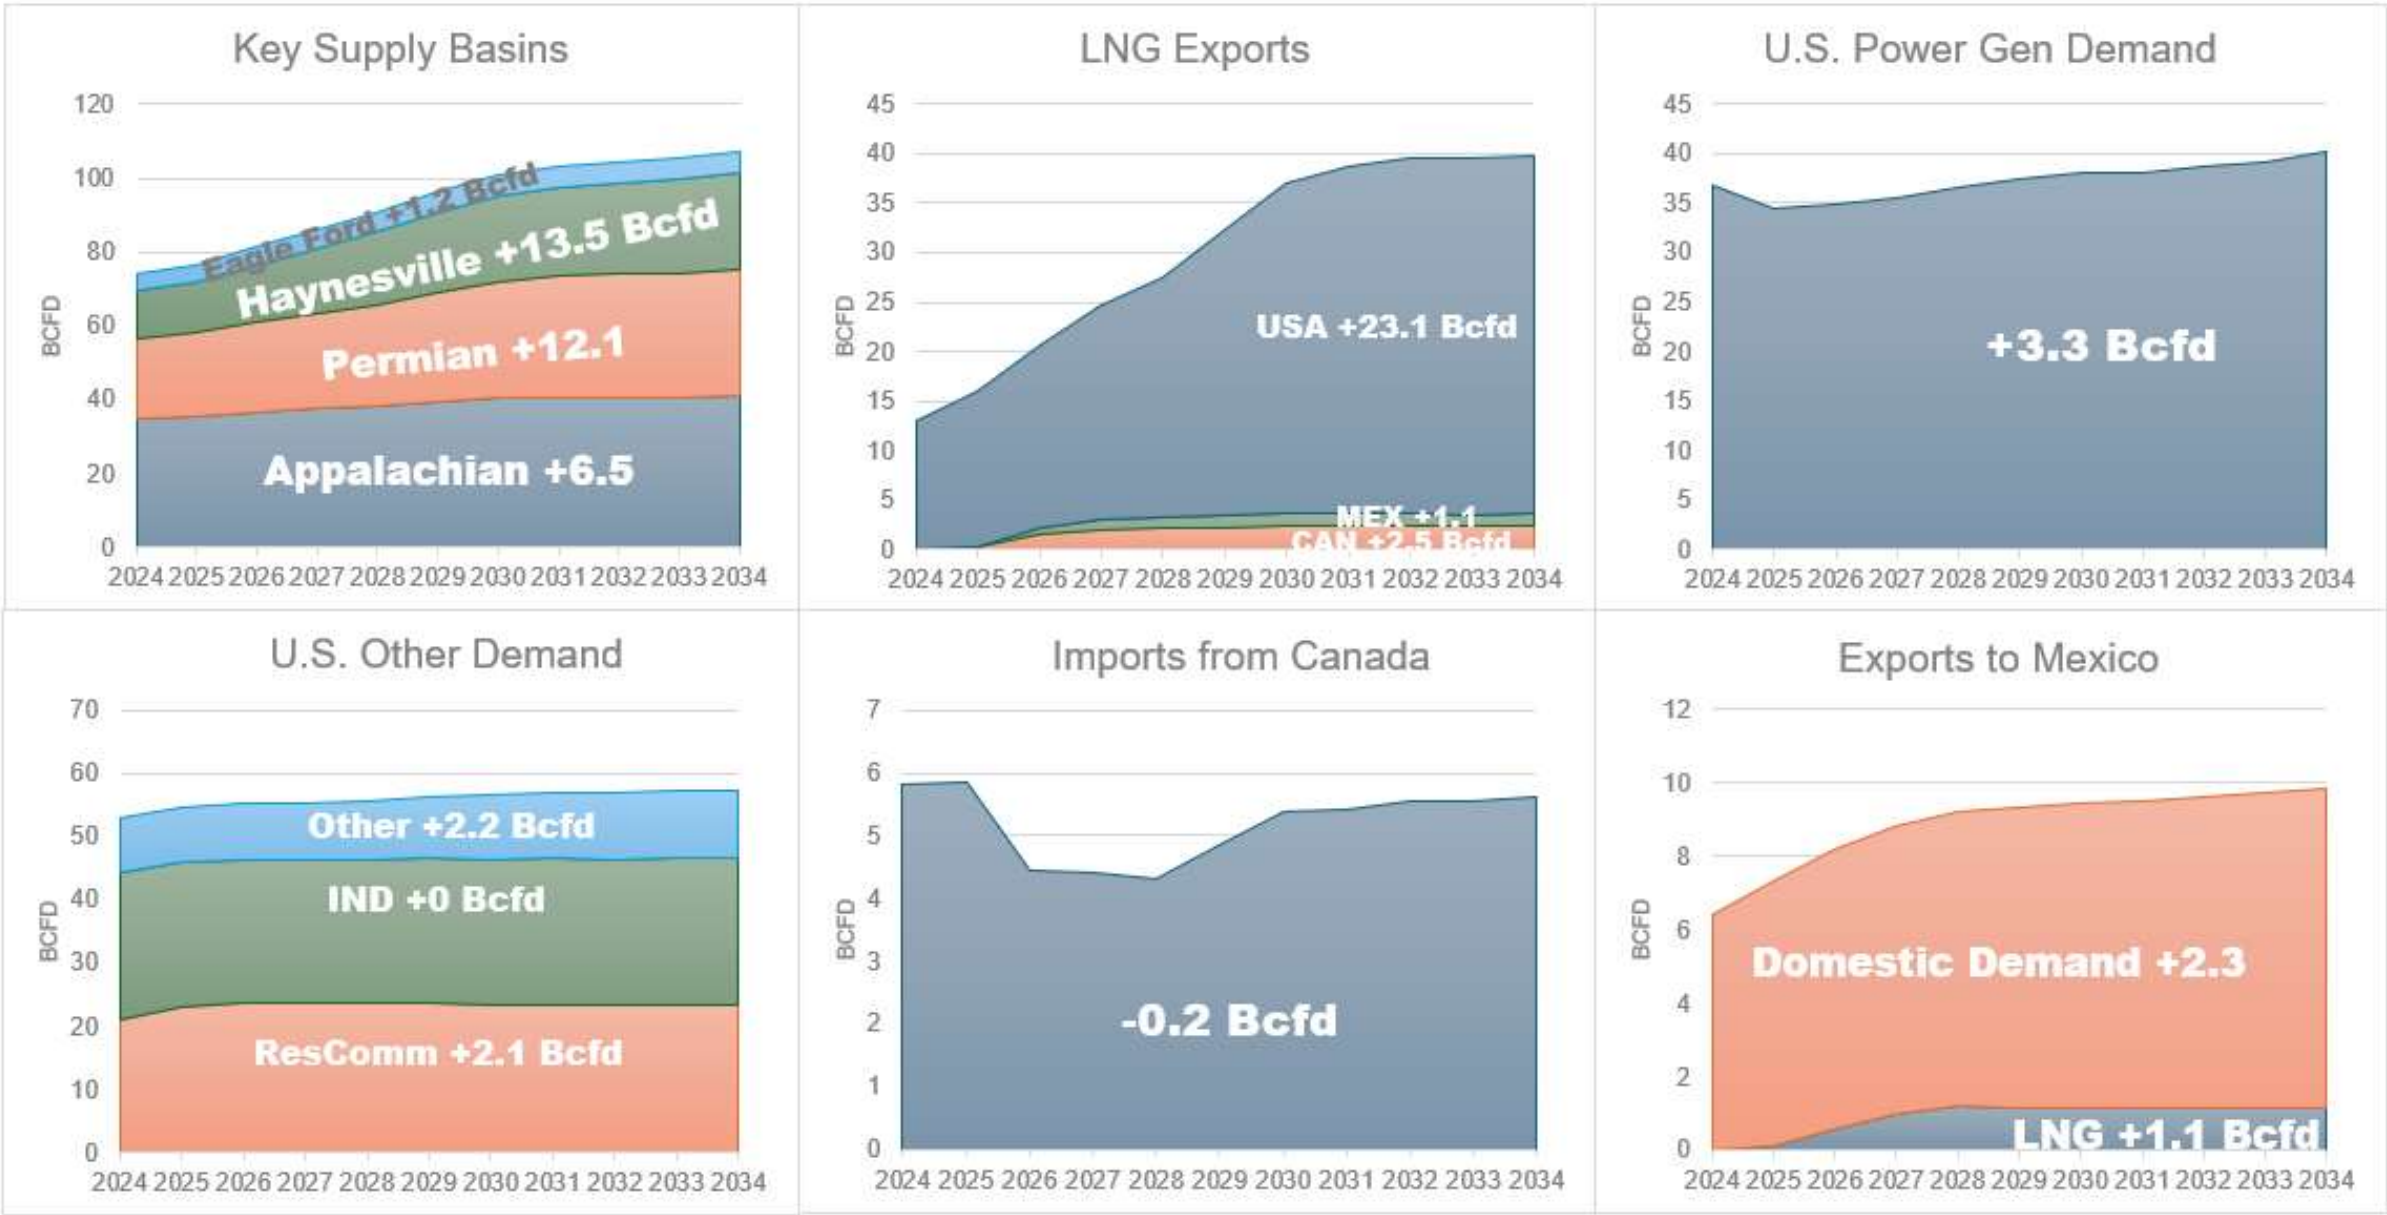 Key Supply Basins
120
100
80
60
40
20
0
BCFD
Eagle Ford +1.2 Bcfd
Haynesville +13.5 Bcfd
Permian +12.1
Appalachian +6.5
2024 2025 2026 2027 2028 2029 2030 2031 2032 2033 2034
LNG Exports
45
40
35
30
25
20
15
10
5
0
BCFD
USA +23.1 Bcfd
MEX +1.1
CAN +2.5 Bcfd
2024 2025 2026 2027 2028 2029 2030 2031 2032 2033 2034
U.S. Power Gen Demand
45
40
35
30
25
20
15
10
5
0
BCFD
+3.3 Bcfd
2024 2025 2026 2027 2028 2029 2030 2031 2032 2033 2034
U.S. Other Demand
70
60
50
40
30
20
10
0
BCFD
Other +2.2 Bcfd
IND +0 Bcfd
ResComm +2.1 Bcfd
2024 2025 2026 2027 2028 2029 2030 2031 2032 2033 2034
Imports from Canada
7
6
5
4
3
2
1
0
BCFD
-0.2 Bcfd
2024 2025 2026 2027 2028 2029 2030 2031 2032 2033 2034
Exports to Mexico
12
10
8
6
4
2
0
BCFD
Domestic Demand +2.3
LNG +1.1 Bcfd
2024 2025 2026 2027 2028 2029 2030 2031 2032 2033 2034